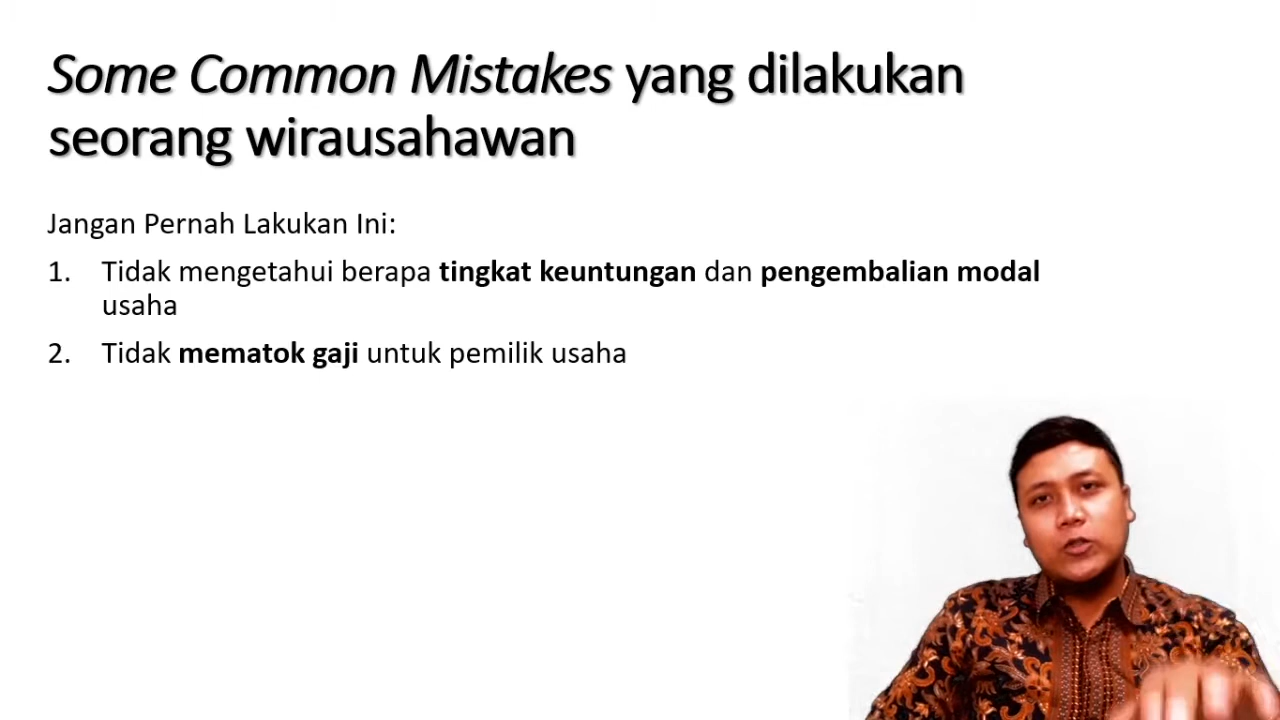 Some Common Mistakes yang dilakukan
seorang wirausahawan
Jangan Pernah Lakukan Ini:
1. Tidak mengetahui berapa tingkat keuntungan dan pengembalian modal
usaha
2. Tidak mematok gaji untuk pemilik usaha